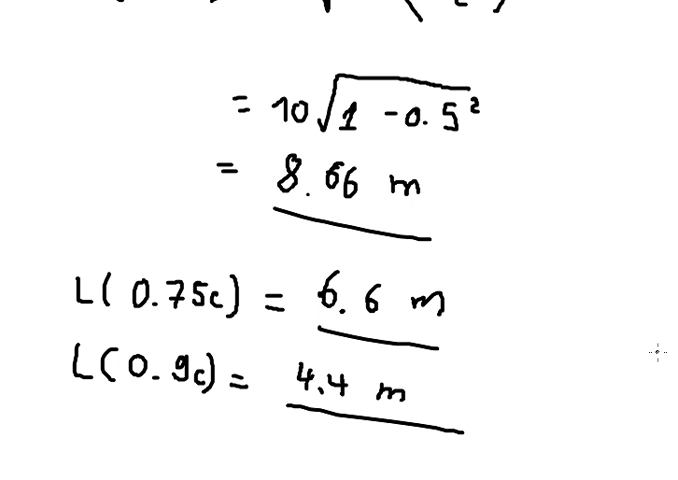 = 10√1 - 0.5²
= 8.66 m
L(0.75c) = 6.6 m
L(0.9c) = 4.4 m